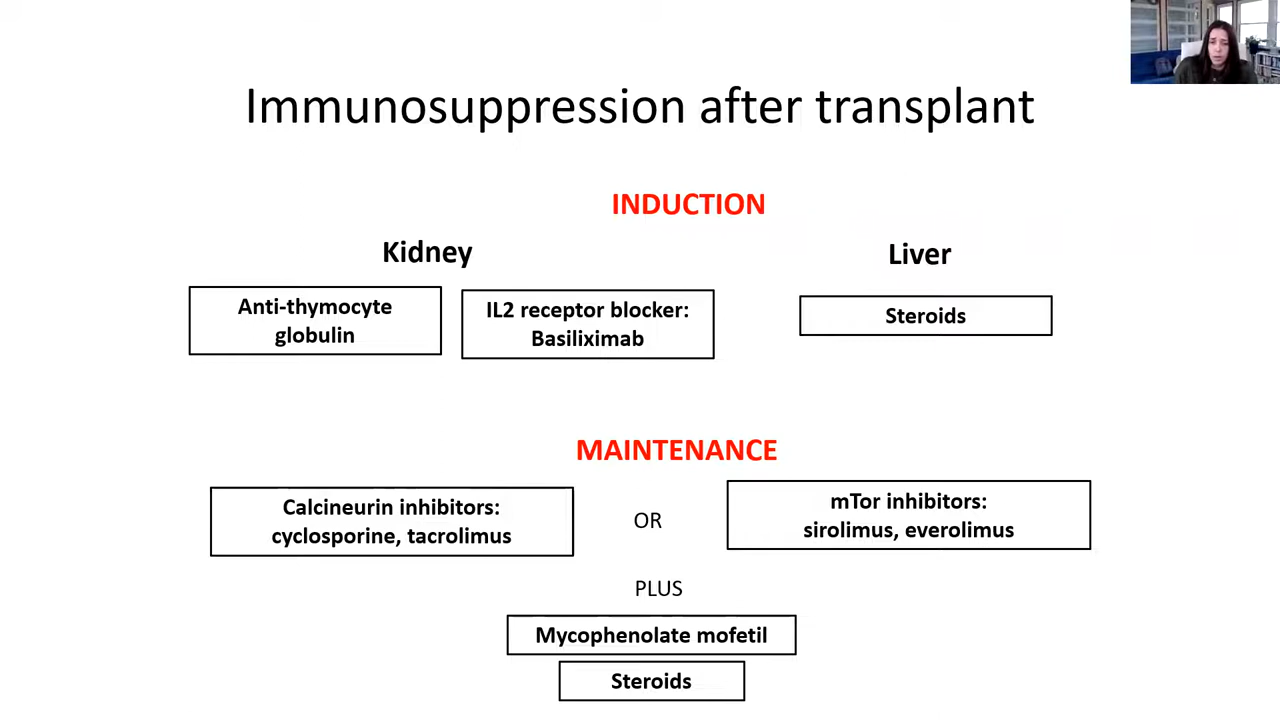 Immunosuppression after transplant
INDUCTION
Kidney
Liver
Anti-thymocyte
globulin
IL2 receptor blocker:
Basiliximab
Steroids
MAINTENANCE
Calcineurin inhibitors:
cyclosporine, tacrolimus
OR
mTor inhibitors:
sirolimus, everolimus
PLUS
Mycophenolate mofetil
Steroids